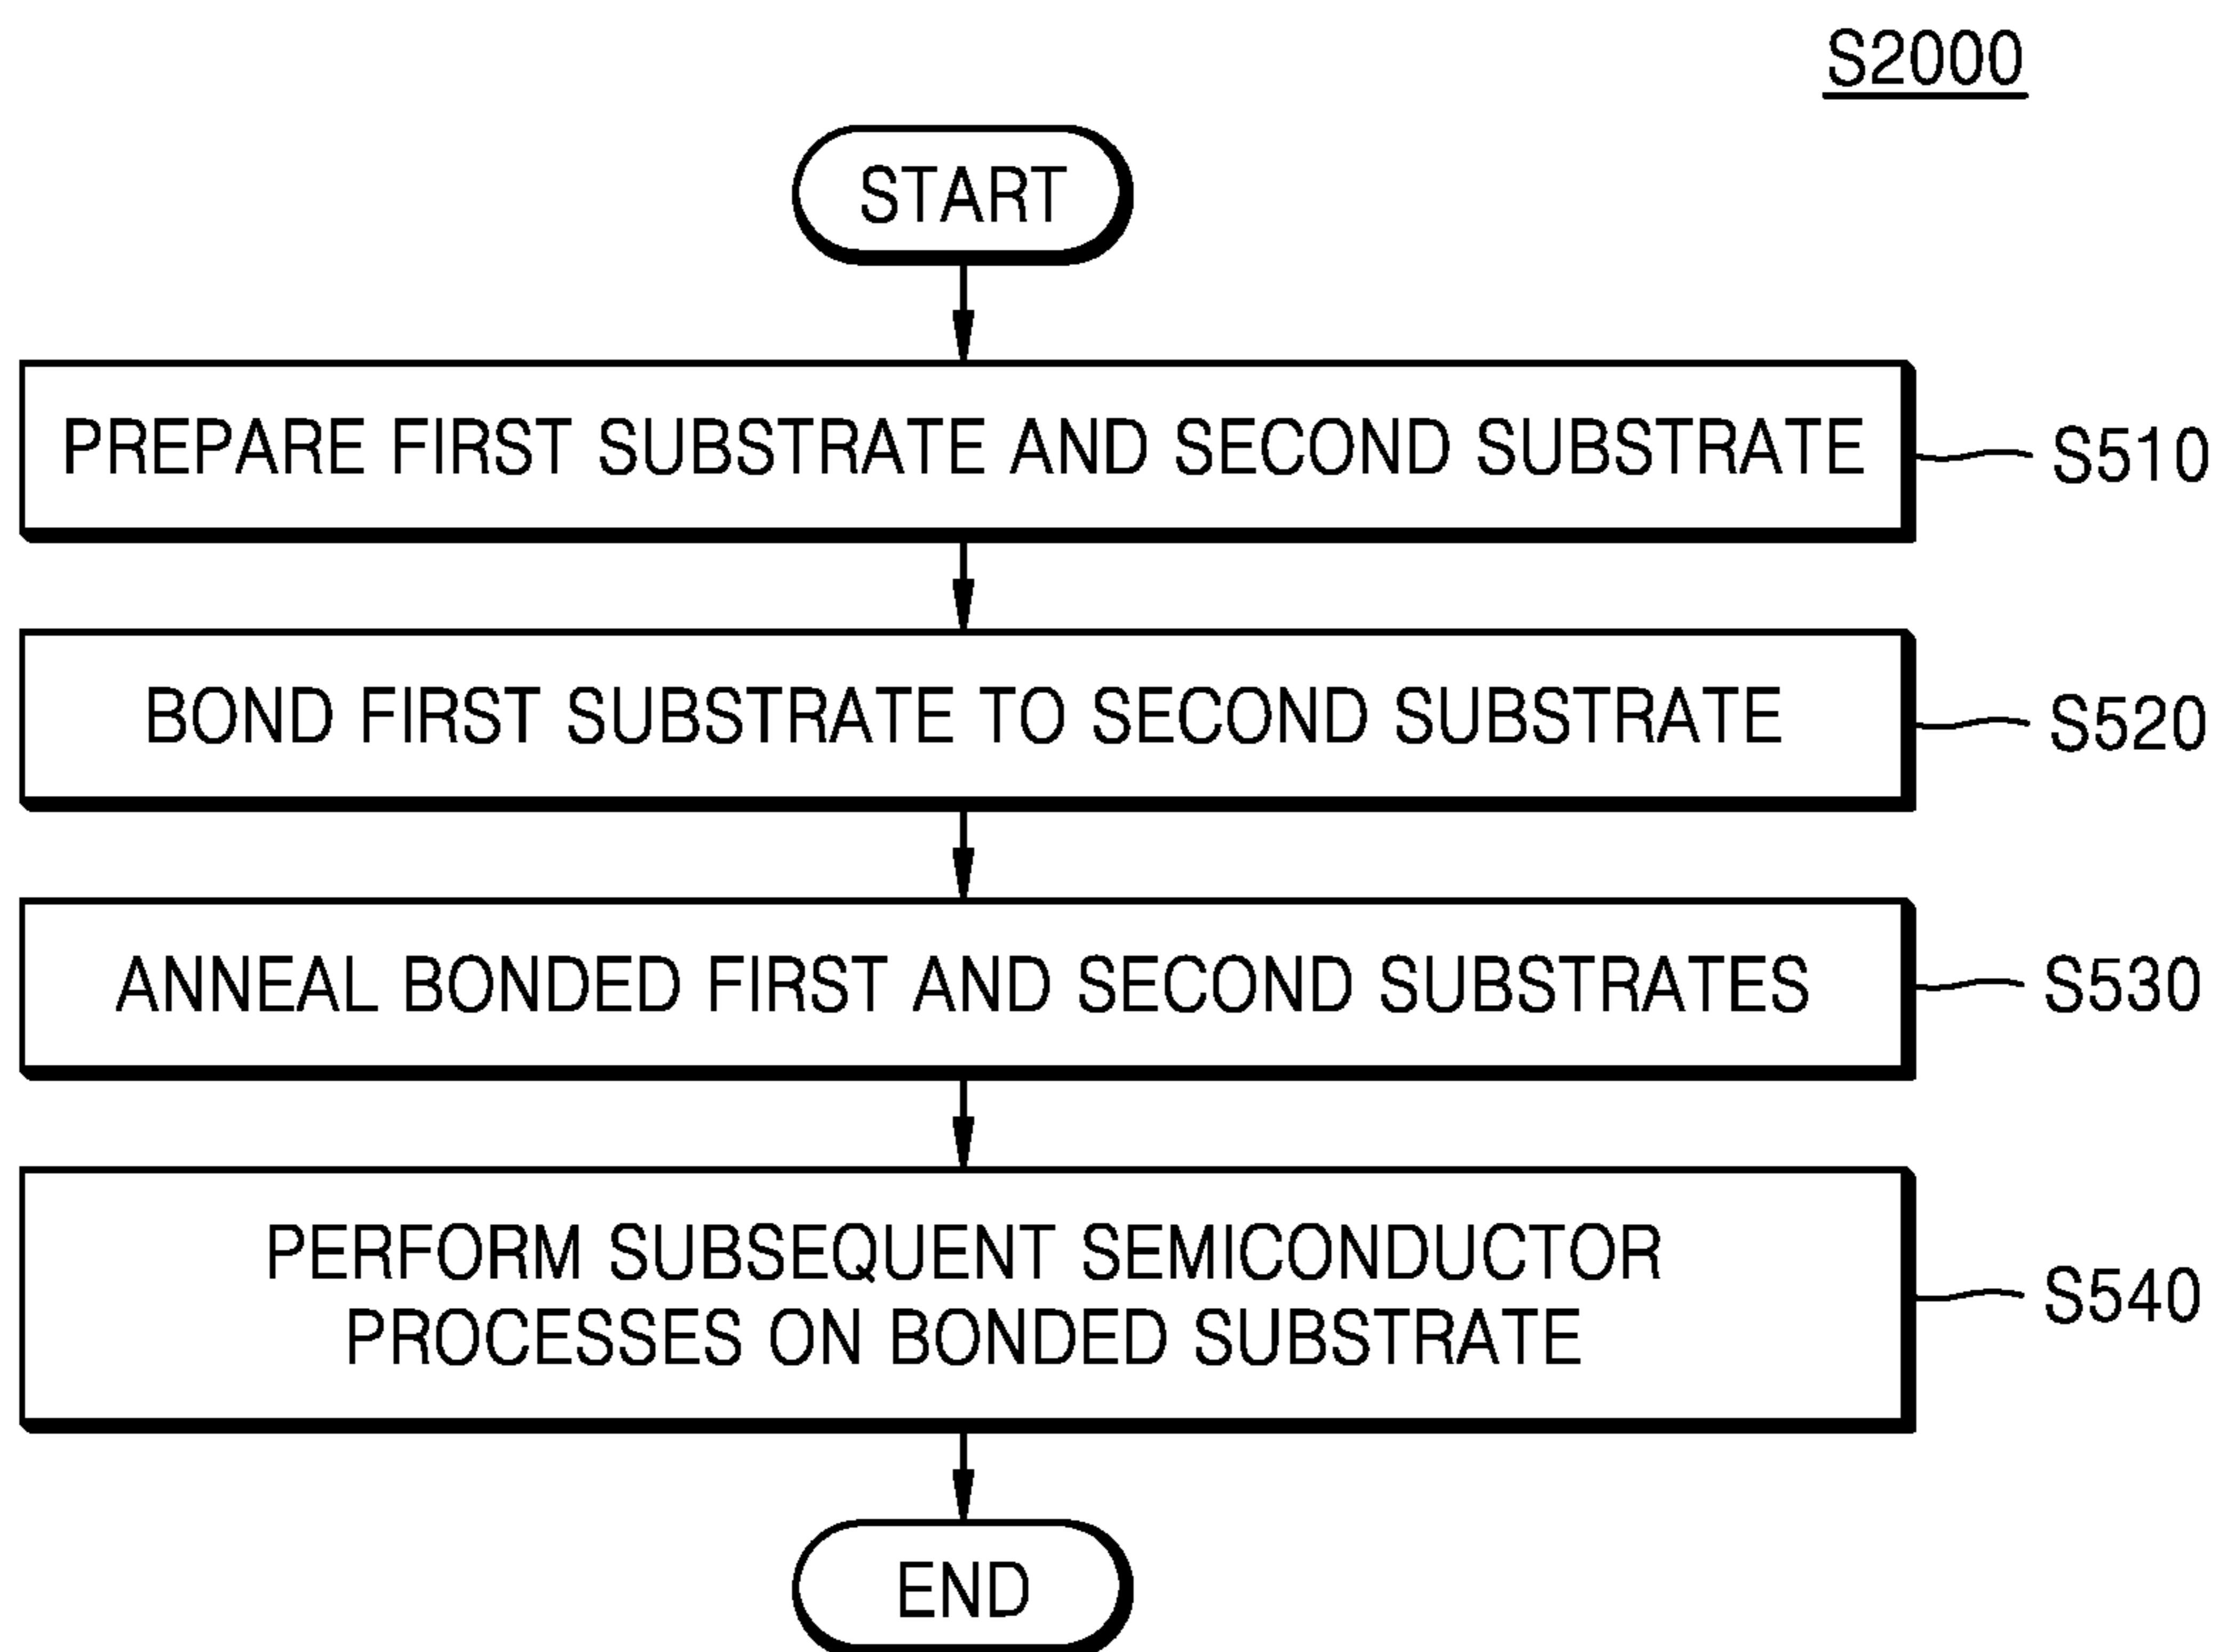 S2000
START
PREPARE FIRST SUBSTRATE AND SECOND SUBSTRATE
S510
BOND FIRST SUBSTRATE TO SECOND SUBSTRATE
S520
ANNEAL BONDED FIRST AND SECOND SUBSTRATES
S530
PERFORM SUBSEQUENT SEMICONDUCTOR
PROCESSES ON BONDED SUBSTRATE
S540
END